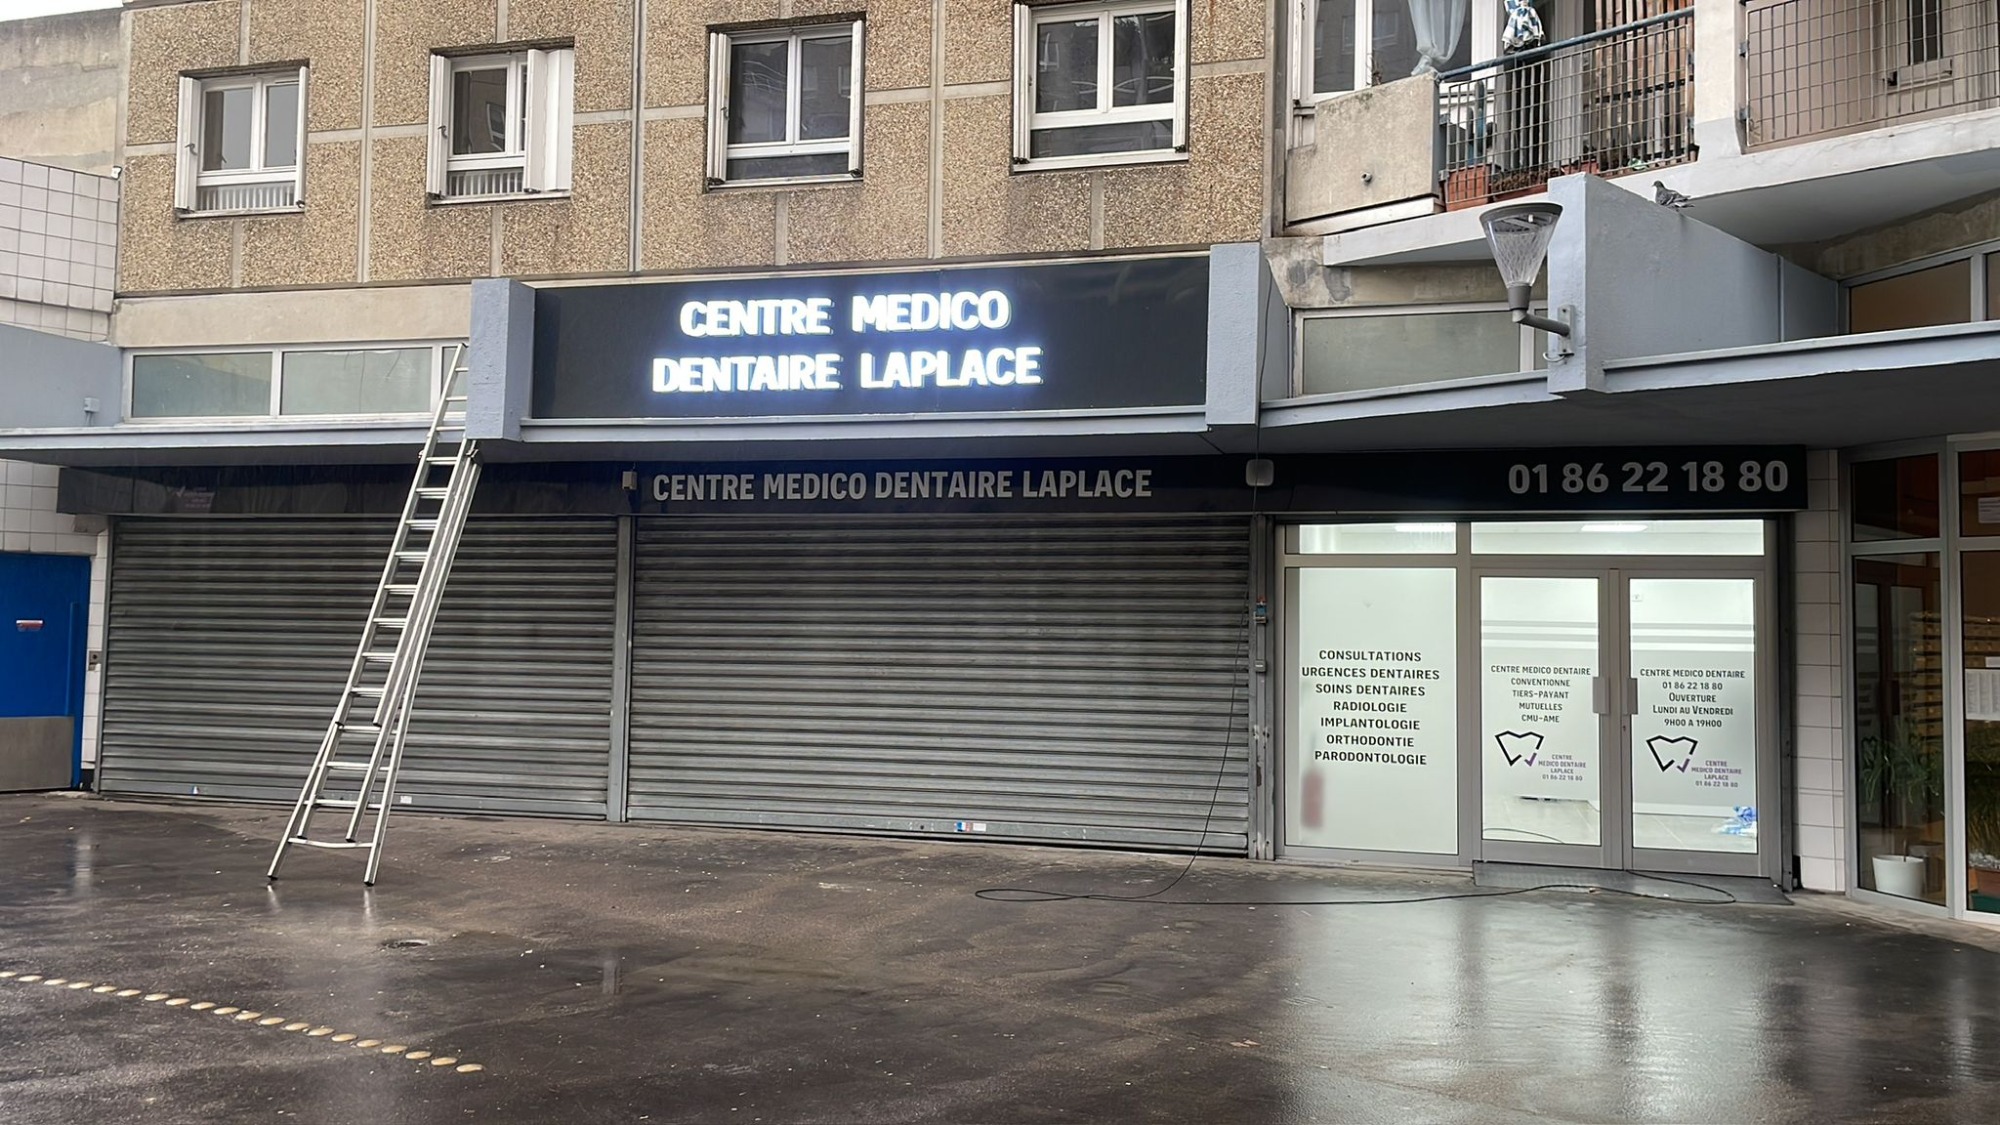 CENTRE MEDICO
DENTAIRE LAPLACE
CENTRE MEDICO DENTAIRE LAPLACE
01 86 22 18 80
CONSULTATIONS
URGENCES DENTAIRES
SOINS DENTAIRES
RADIOLOGIE
IMPLANTOLOGIE
ORTHODONTIE
PARODONTOLOGIE
CENTRE MEDICO DENTAIRE
CONVENTIONNE
TIERS-PAYANT
MUTUELLES
CMU-AME
CENTRE
MEDICO DENTAIRE
LAPLACE
01 86 22 18 80
CENTRE MEDICO DENTAIRE
01 86 22 18 80
OUVERTURE
LUNDI AU VENDREDI
9H00 A 19H00
CENTRE
MEDICO DENTAIRE
LAPLACE
01 86 22 18 80